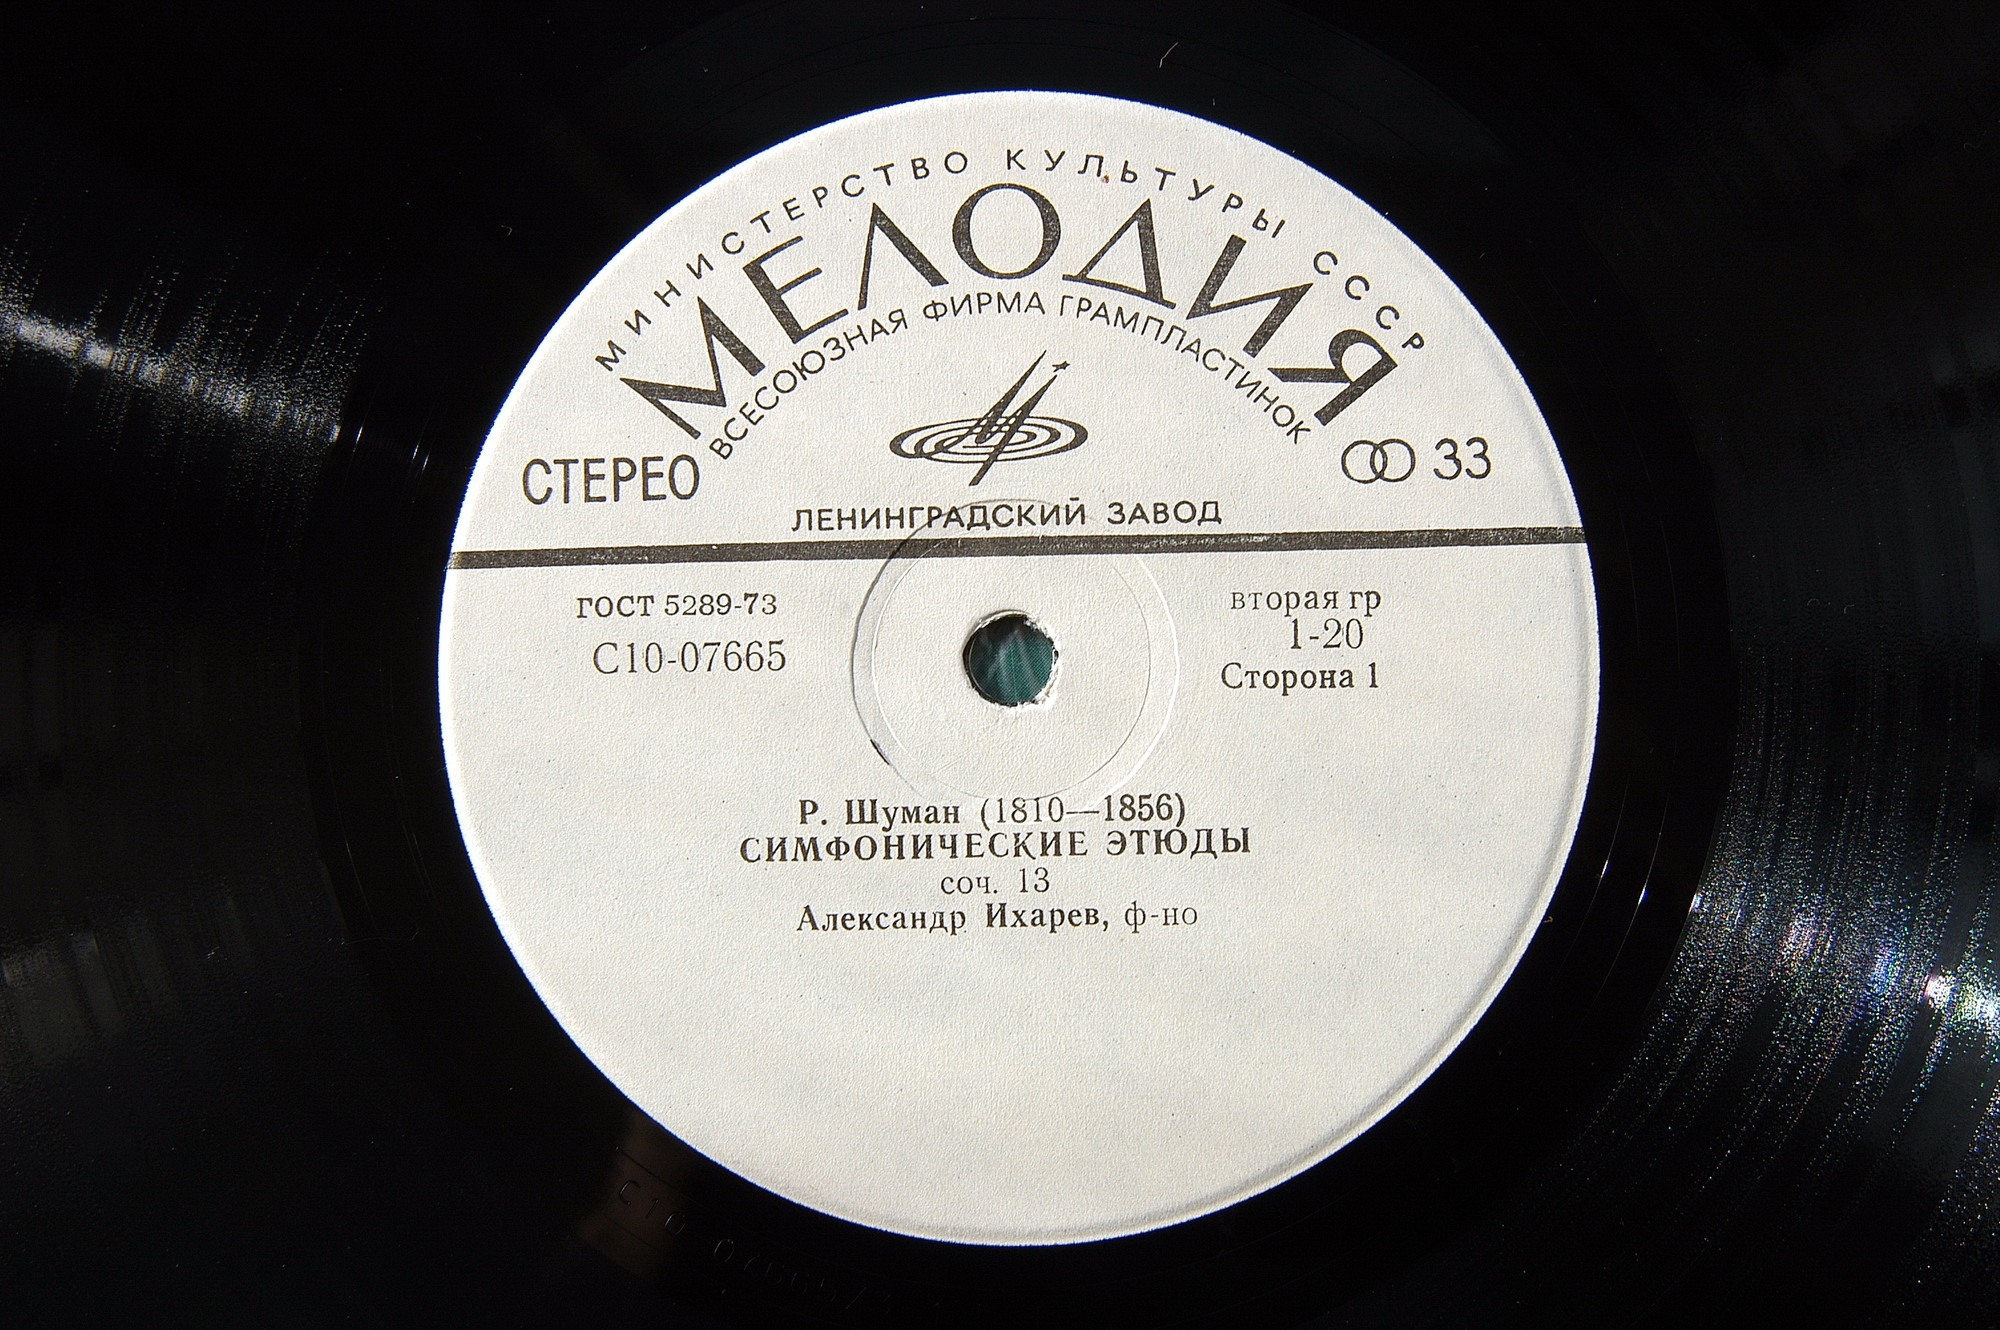 МИНИСТЕРСТВО КУЛЬТУРЫ СССР
МЕЛОДИЯ
ВСЕСОЮЗНАЯ ФИРМА ГРАМПЛАСТИНОК
СТЕРЕО
33
ЛЕНИНГРАДСКИЙ ЗАВОД
ГОСТ 5289-73
С10-07665
вторая гр
1-20
Сторона 1
Р. Шуман (1810—1856)
СИМФОНИЧЕСКИЕ ЭТЮДЫ
соч. 13
Александр Ихарев, ф-но